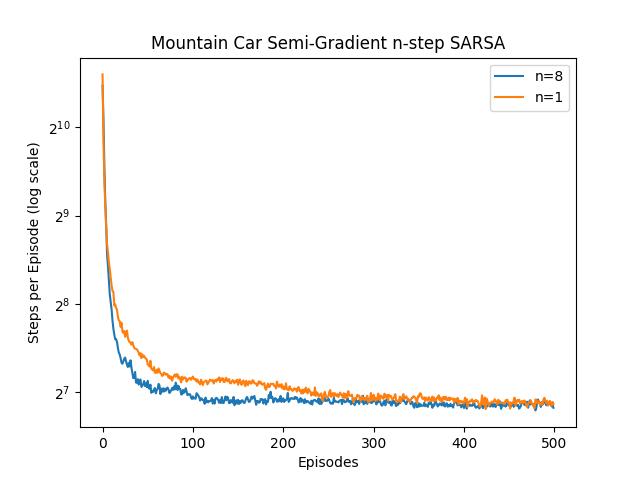 Mountain Car Semi-Gradient n-step SARSA
n=8
n=1
Steps per Episode (log scale)
2^10
2^9
2^8
2^7
0 100 200 300 400 500
Episodes